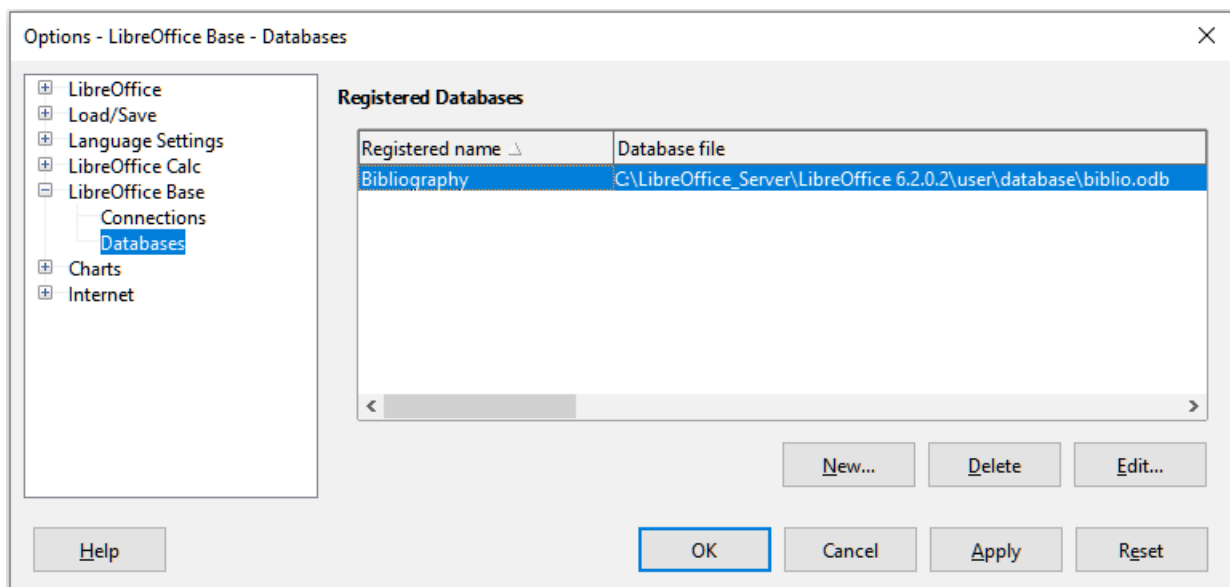 Options - LibreOffice Base - Databases
LibreOffice
Load/Save
Language Settings
LibreOffice Calc
LibreOffice Base
Connections
Databases
Charts
Internet
Registered Databases
Registered name Database file
Bibliography C:\LibreOffice_Server\LibreOffice 6.2.0.2\user\database\biblio.odb
New... Delete Edit...
Help OK Cancel Apply Reset